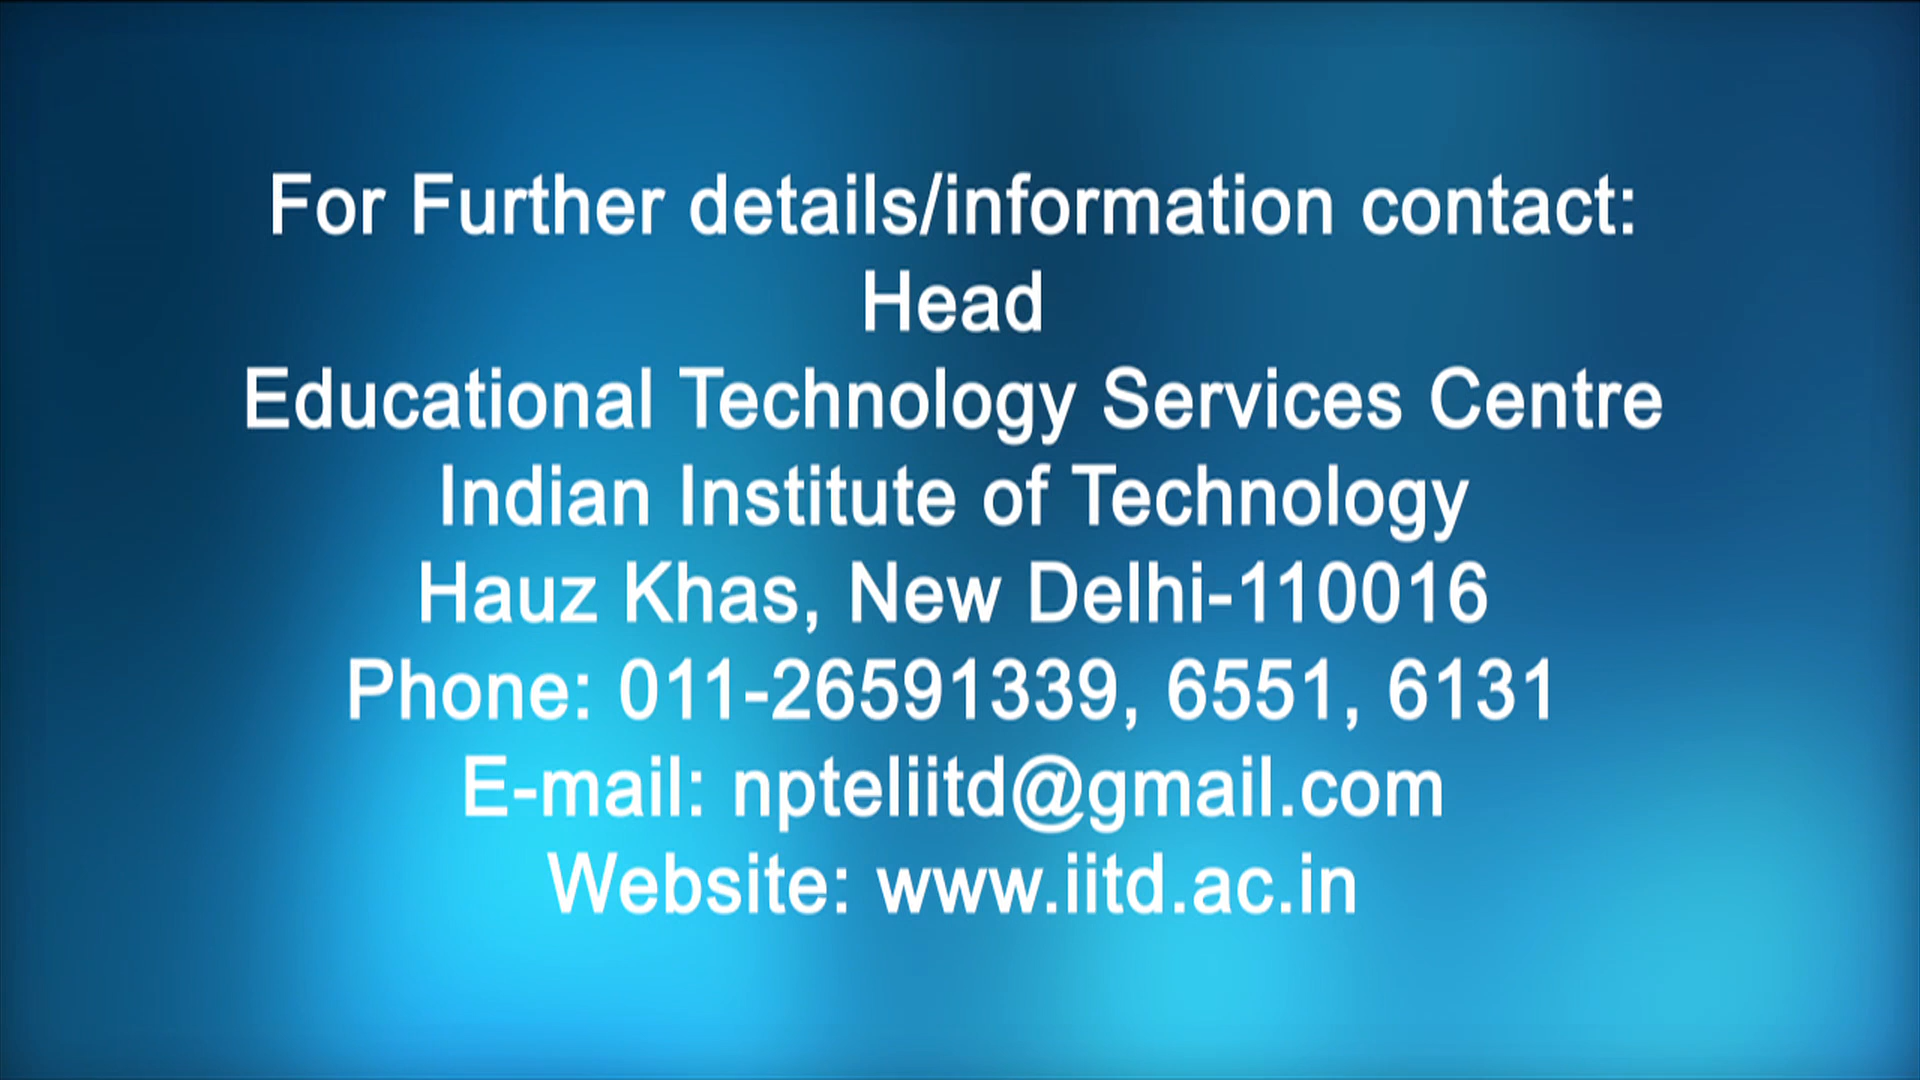 For Further details/information contact:
Head
Educational Technology Services Centre
Indian Institute of Technology
Hauz Khas, New Delhi-110016
Phone: 011-26591339, 6551, 6131
E-mail: npteliitd@gmail.com
Website: www.iitd.ac.in